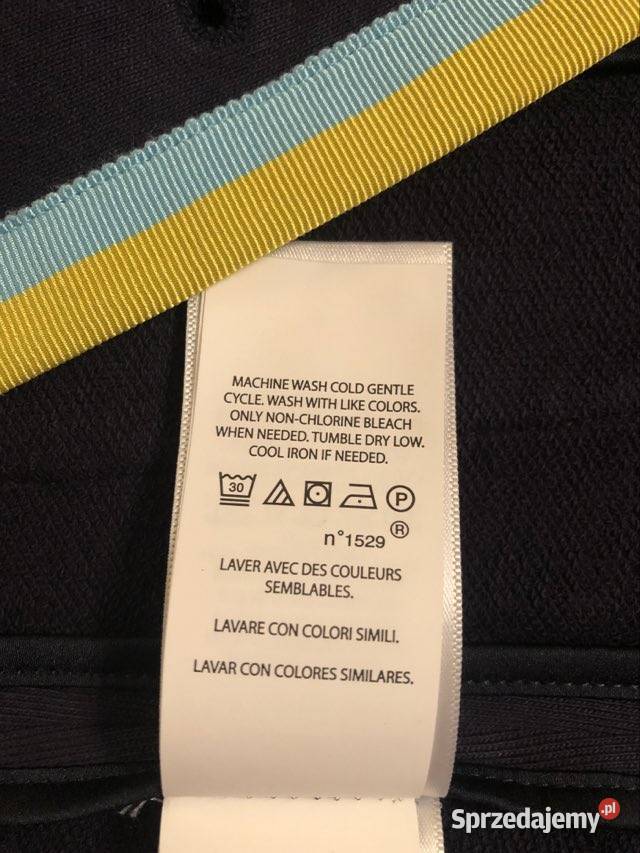 MACHINE WASH COLD GENTLE
CYCLE. WASH WITH LIKE COLORS.
ONLY NON-CHLORINE BLEACH
WHEN NEEDED. TUMBLE DRY LOW.
COOL IRON IF NEEDED.
30 P
n°1529 ®
LAVER AVEC DES COULEURS
SEMBLABLES.
LAVARE CON COLORI SIMILI.
LAVAR CON COLORES SIMILARES.
Sprzedajemy.pl